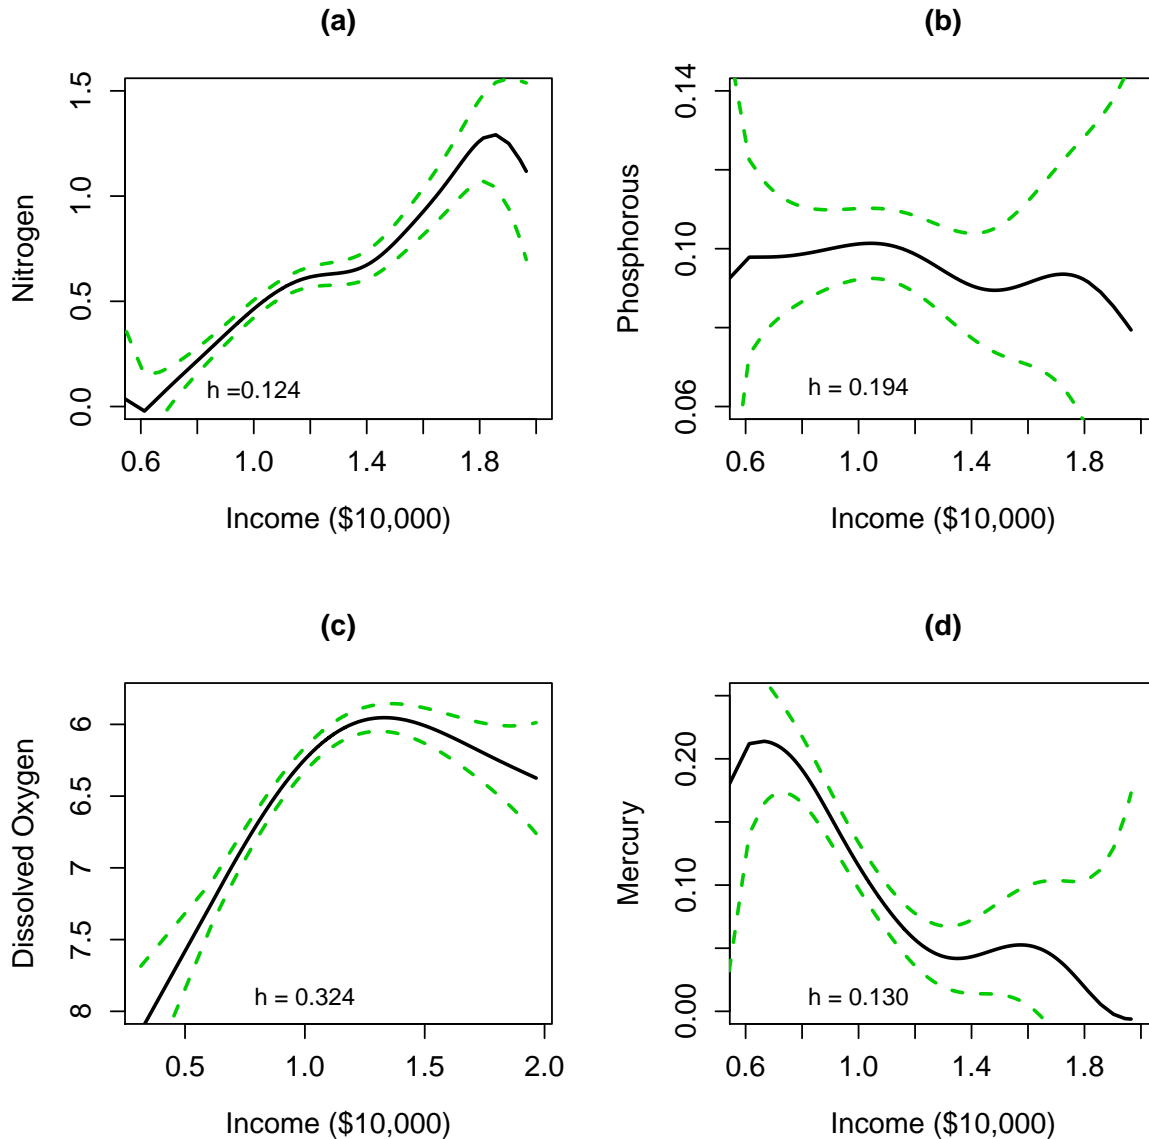 (a)
Nitrogen
1.5
1.0
0.5
0.0
h =0.124
0.6 1.0 1.4 1.8
Income ($10,000)
(b)
Phosphorous
0.14
0.10
0.06
h = 0.194
0.6 1.0 1.4 1.8
Income ($10,000)
(c)
Dissolved Oxygen
6
6.5
7
7.5
8
h = 0.324
0.5 1.0 1.5 2.0
Income ($10,000)
(d)
Mercury
0.20
0.10
0.00
h = 0.130
0.6 1.0 1.4 1.8
Income ($10,000)